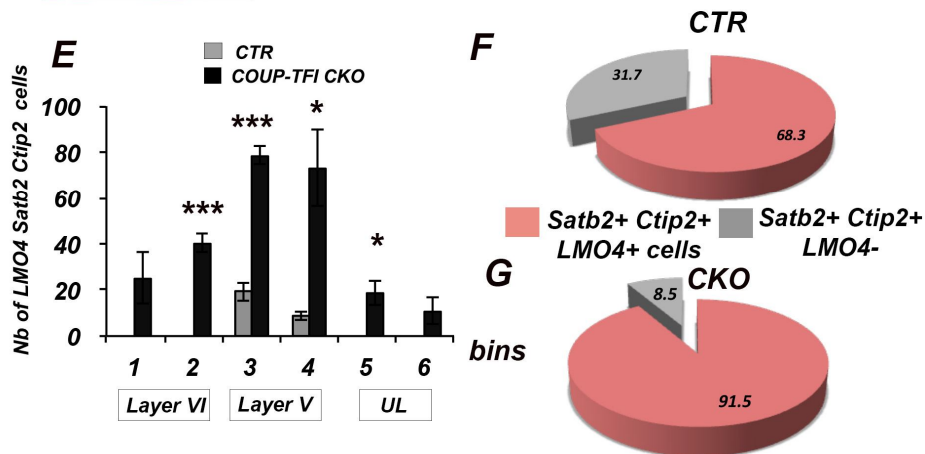 E
CTR
COUP-TFI CKO
Nb of LMO4 Satb2 Ctip2 cells
100
80
60
40
20
0
***
***
*
*
1 2 3 4 5 6
Layer VI Layer V UL
bins
F
CTR
31.7
68.3
Satb2+ Ctip2+
LMO4+ cells
Satb2+ Ctip2+
LMO4-
G
CKO
8.5
91.5